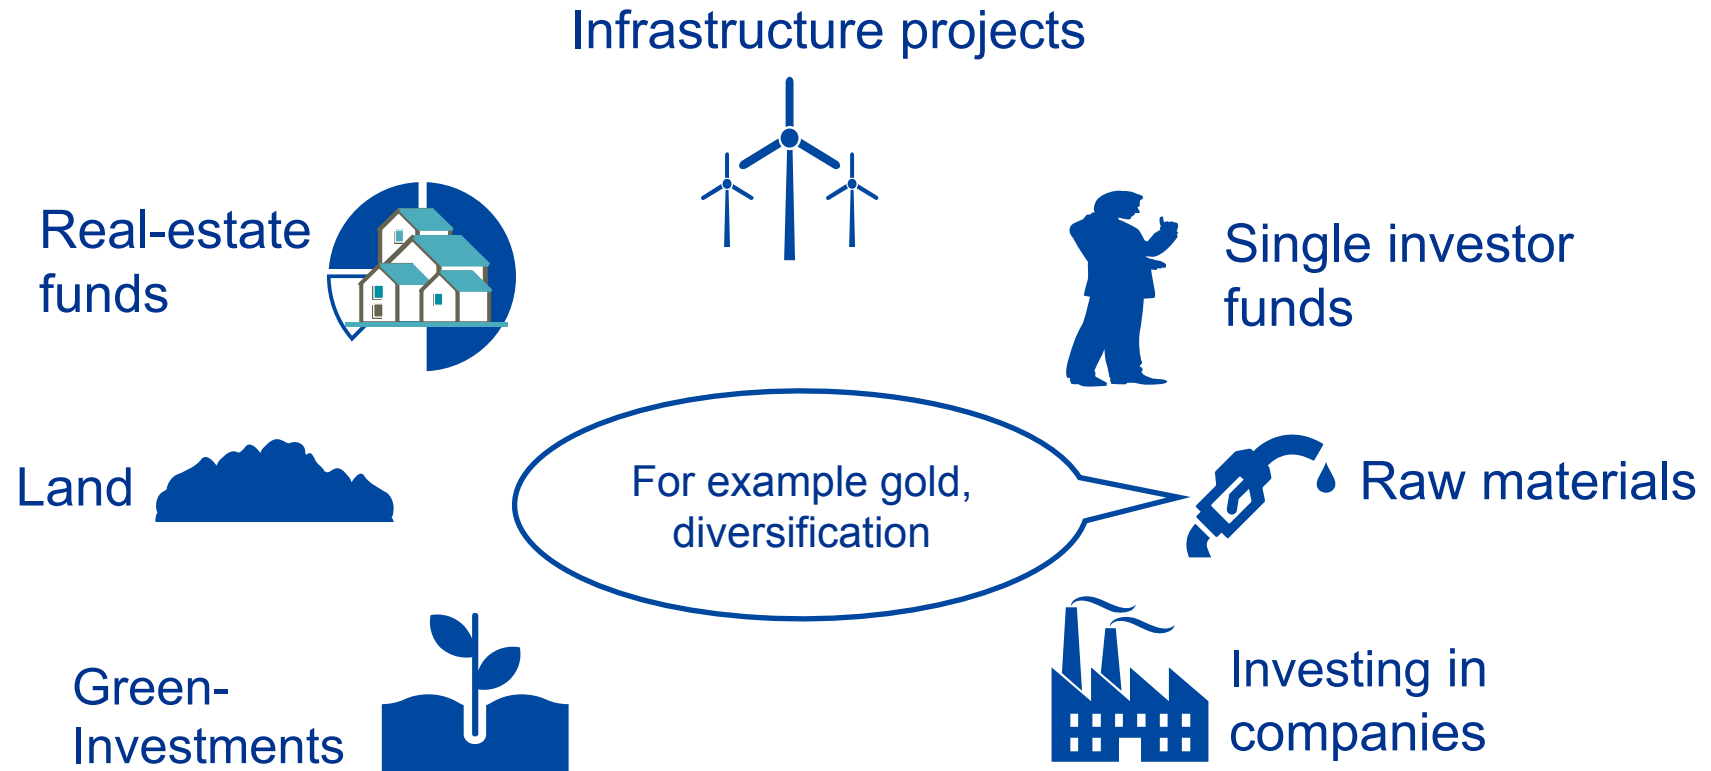 Infrastructure projects
Real-estate
funds
Single investor
funds
Land
For example gold,
diversification
Raw materials
Green-
Investments
Investing in
companies